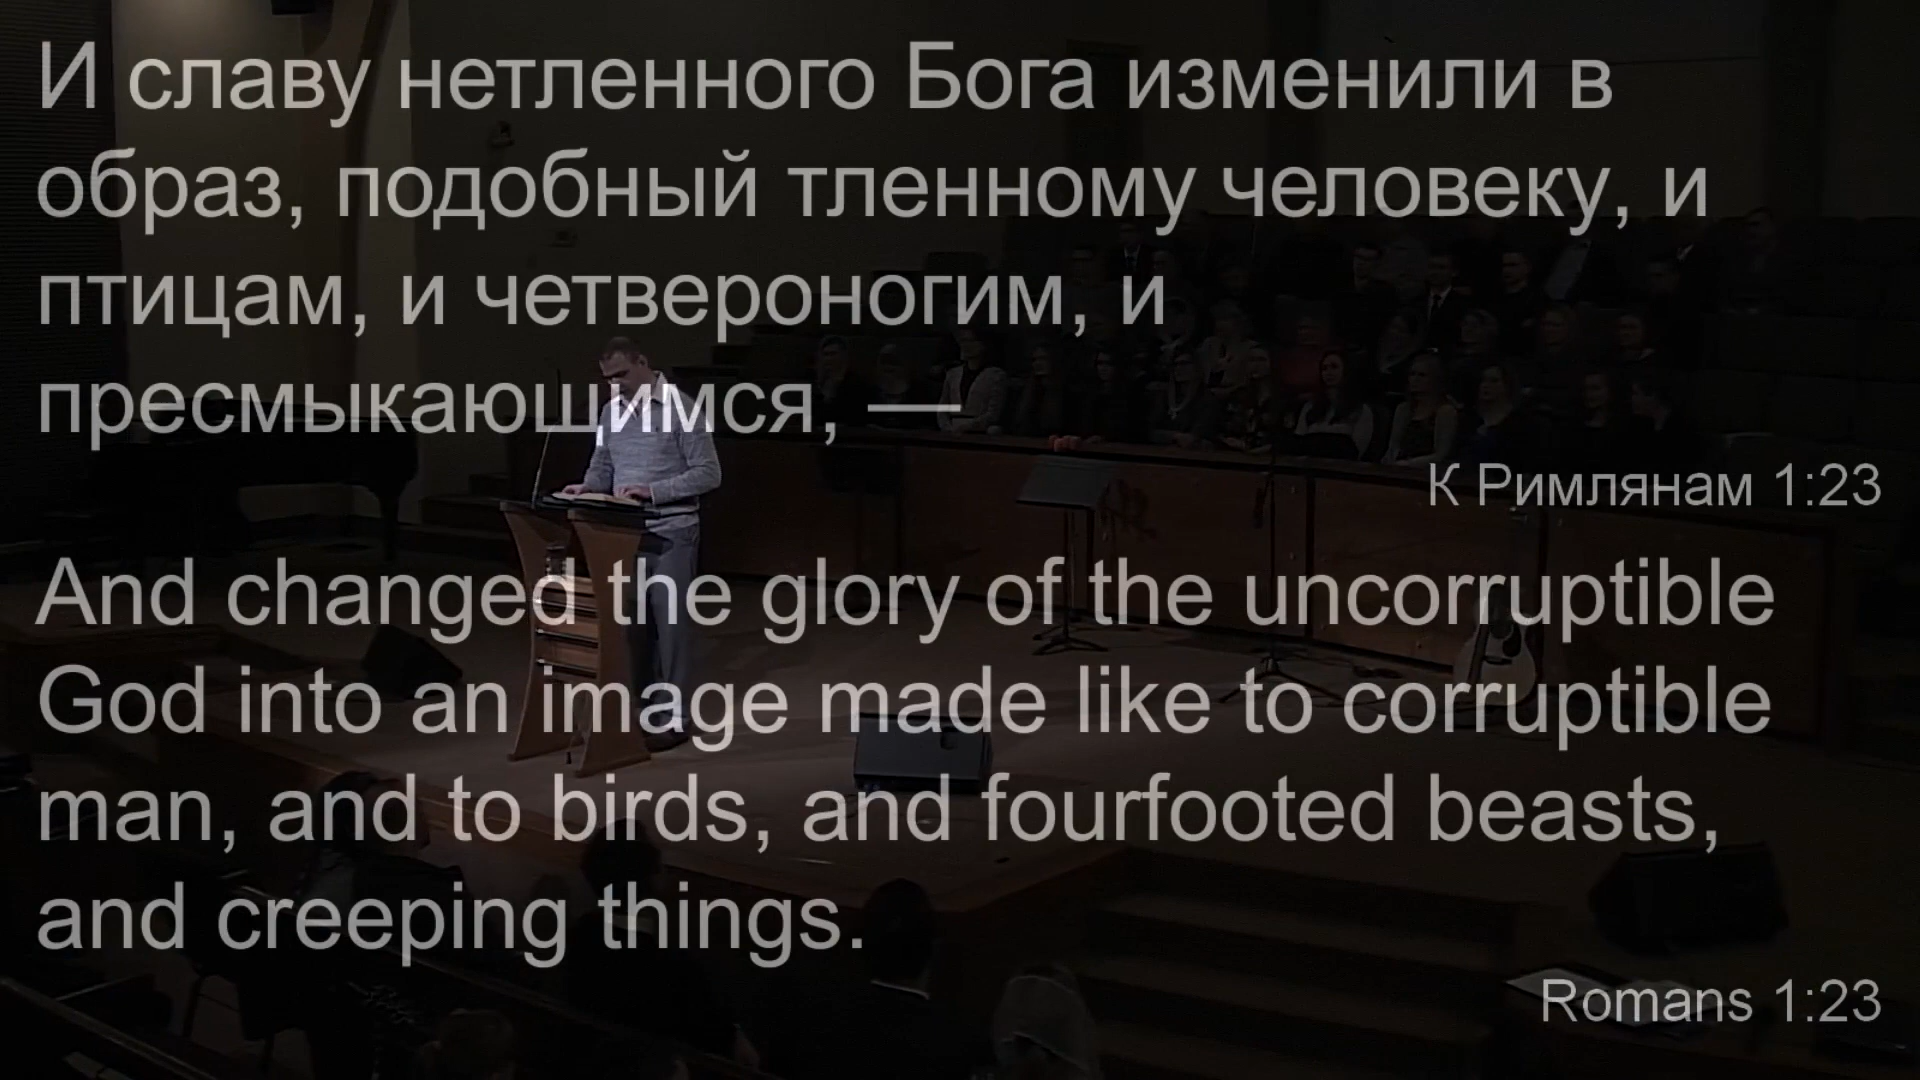 И славу нетленного Бога изменили в
образ, подобный тленному человеку, и
птицам, и четвероногим, и
пресмыкающимся, —
К Римлянам 1:23
And changed the glory of the uncorruptible
God into an image made like to corruptible
man, and to birds, and fourfooted beasts,
and creeping things.
Romans 1:23